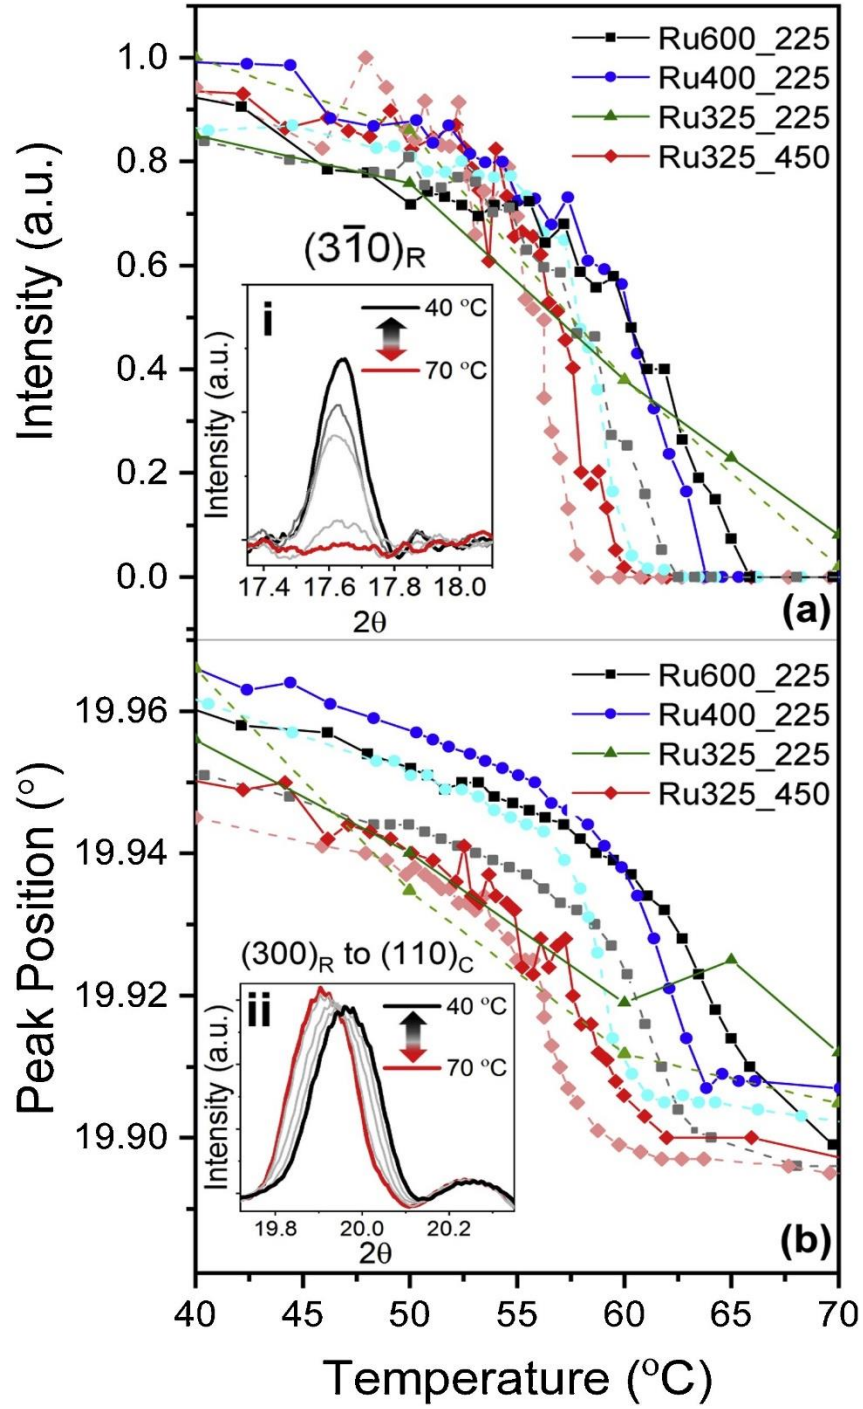 Intensity (a.u.)
1.0
0.8
0.6
0.4
0.2
0.0
Ru600_225
Ru400_225
Ru325_225
Ru325_450
(31̅0)R
i
40 °C
70 °C
Intensity (a.u.)
17.4 17.6 17.8 18.0
2θ
(a)
Peak Position (°)
19.96
19.94
19.92
19.90
Ru600_225
Ru400_225
Ru325_225
Ru325_450
(300)R to (110)C
ii
40 °C
70 °C
Intensity (a.u.)
19.8 20.0 20.2
2θ
(b)
40 45 50 55 60 65 70
Temperature (°C)